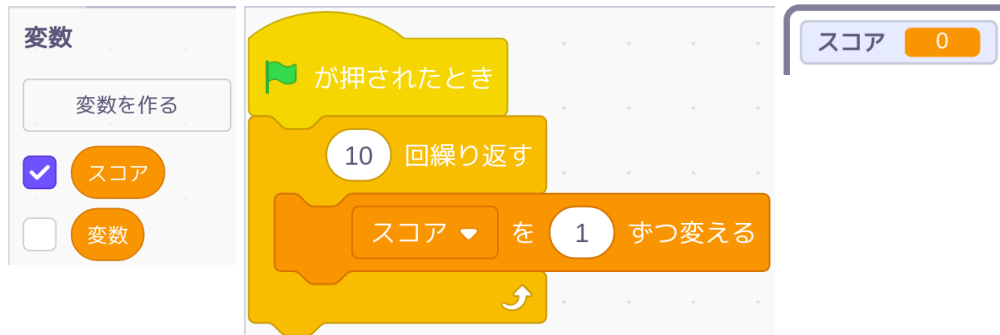 変数
変数を作る
スコア
変数
が押されたとき
10 回繰り返す
スコア を 1 ずつ変える
スコア 0